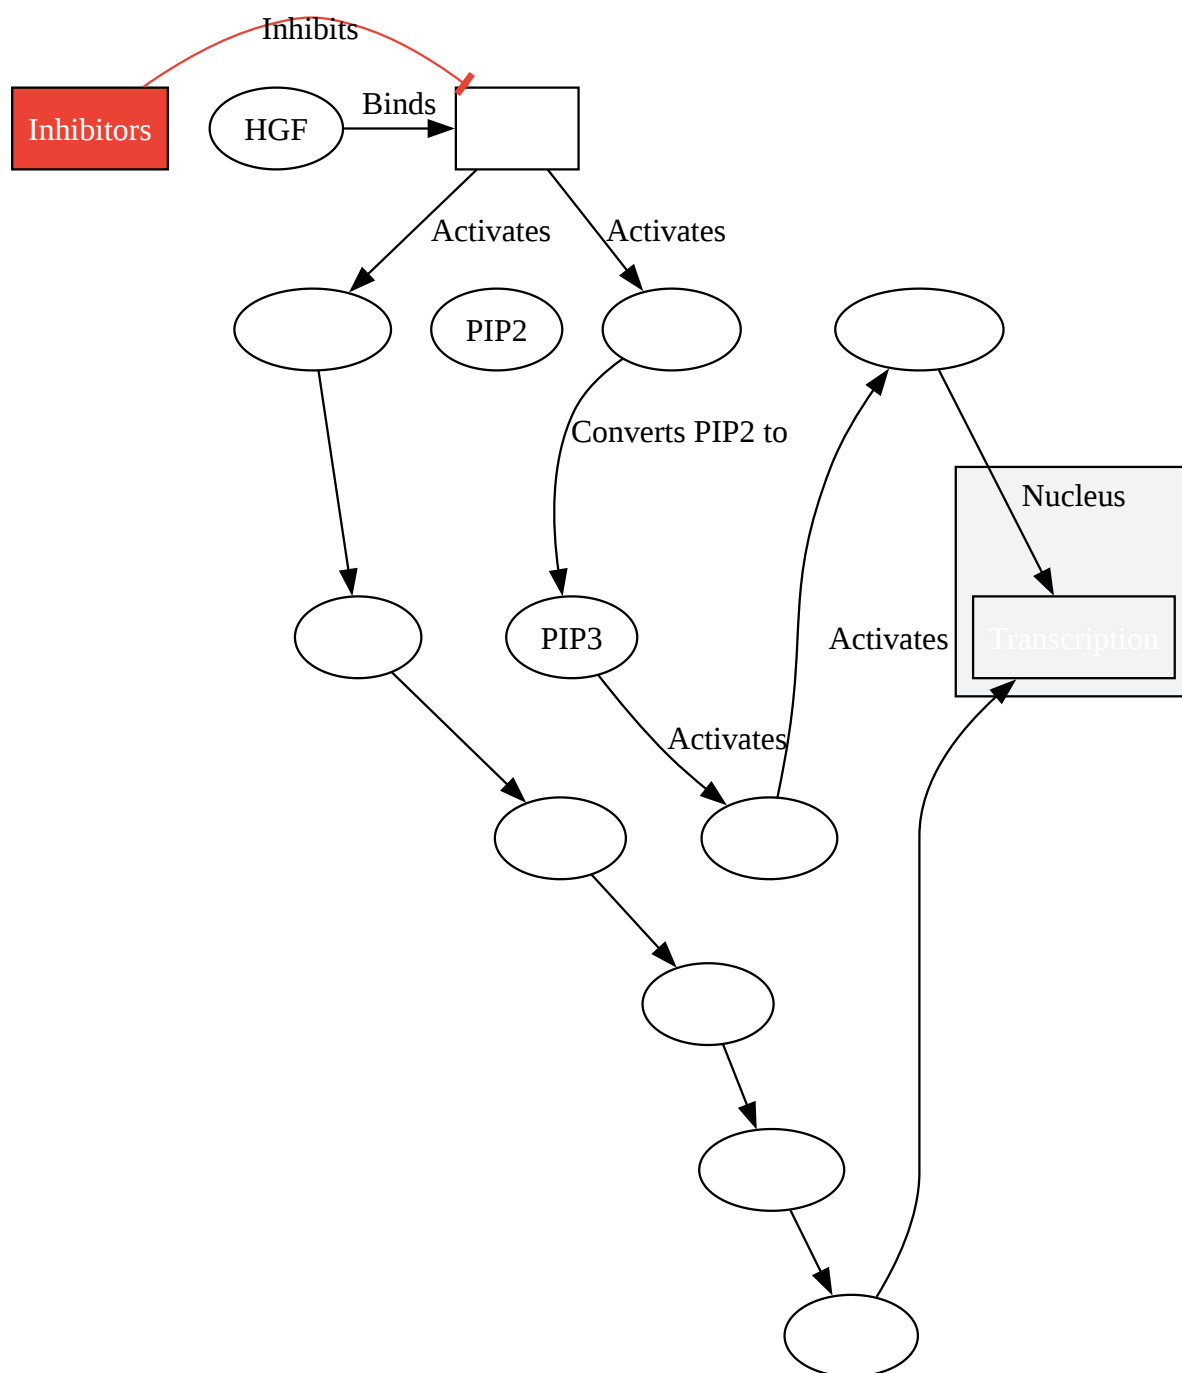 Inhibits
Inhibitors
HGF
Binds
Activates
Activates
PIP2
Converts PIP2 to
Nucleus
PIP3
Activates
Transcription
Activates